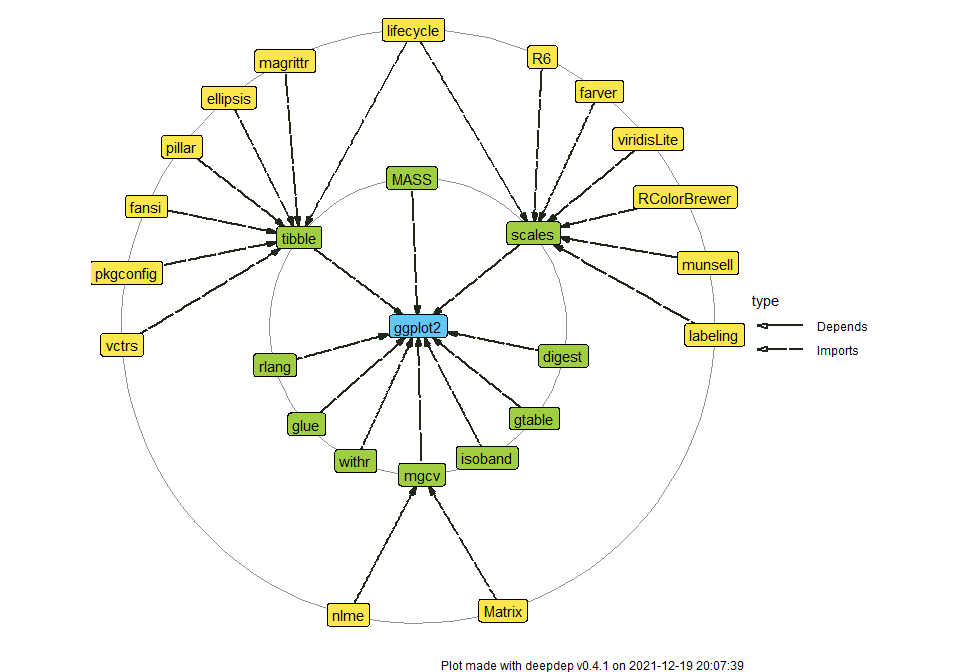 lifecycle
magrittr
R6
ellipsis
farver
pillar
viridisLite
MASS
fansi
RColorBrewer
tibble
scales
pkgconfig
munsell
type
ggplot2
Depends
vctrs
labeling
Imports
rlang
digest
glue
gtable
withr
isoband
mgcv
nlme
Matrix
Plot made with deepdep v0.4.1 on 2021-12-19 20:07:39